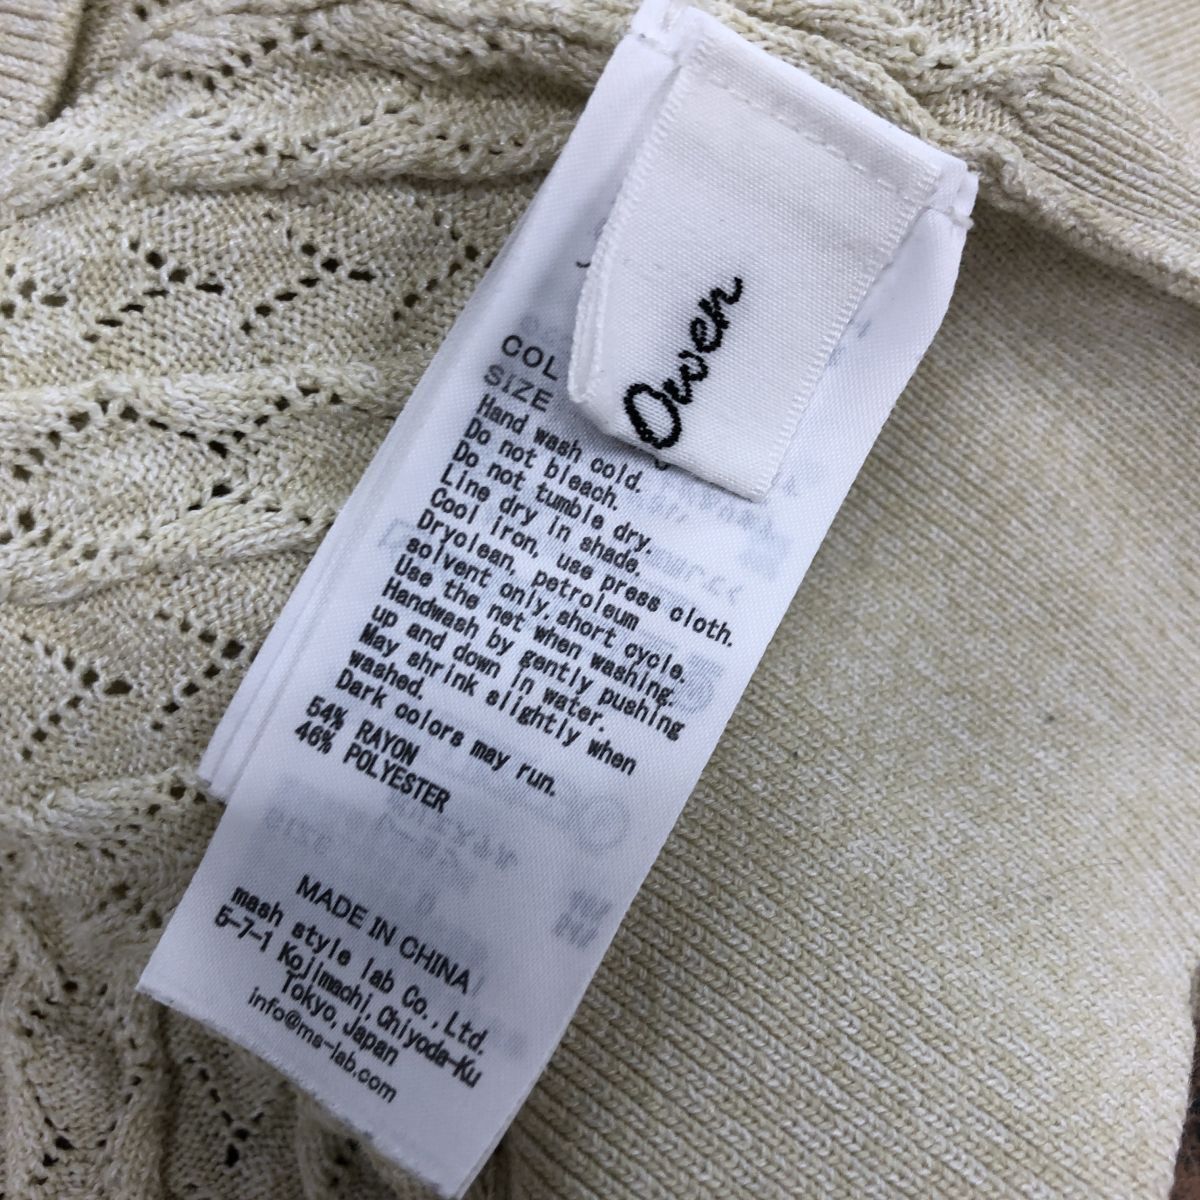 Owen
COL
SIZE
Hand wash cold.
Do not bleach.
Do not tumble dry.
Line dry in shade.
Cool iron, use press cloth.
Dryclean, petroleum
solvent only, short cycle.
Use the net when washing.
Handwash by gently pushing
up and down in water.
May shrink slightly when
washed.
Dark colors may run.
54% RAYON
46% POLYESTER
MADE IN CHINA
mash style lab Co., Ltd.
5-7-1 Kojimachi, Chiyoda-Ku
Tokyo, Japan
info@ms-lab.com